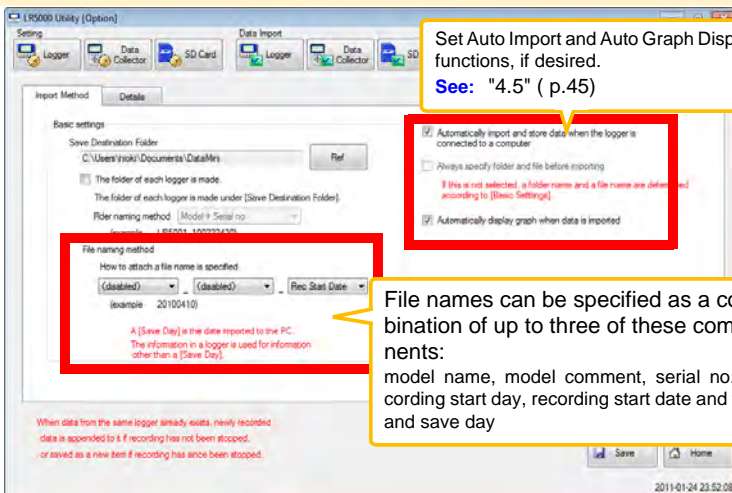 LR5000 Utility [Option]
Setting
Data Import
Logger
Data Collector
SD Card
Logger
Data Collector
SD
Set Auto Import and Auto Graph Disp
functions, if desired.
See: "4.5" ( p.45)
Import Method
Details
Basic settings
Save Destination Folder
C:\Users\hioki\Documents\DataMini
Ref
The folder of each logger is made.
The folder of each logger is made under [Save Destination Folder].
Flder naming method
Model + Serial no.
(example LR5001_100223430)
Automatically import and store data when the logger is
connected to a computer
Always specify folder and file before importing
If this is not selected, a folder name and a file name are determined
according to [Basic Settings].
Automatically display graph when data is imported
File naming method
How to attach a file name is specified.
(disabled) _ (disabled) _ Rec Start Date
(example 20100410)
A [Save Day] is the date imported to the PC.
The information in a logger is used for information
other than a [Save Day].
File names can be specified as a co
bination of up to three of these com
nents:
model name, model comment, serial no.
cording start day, recording start date and
and save day
When data from the same logger already exists, newly recorded
data is appended to it if recording has not been stopped,
or saved as a new item if recording has since been stopped.
Save
Home
2011-01-24 23:52:08